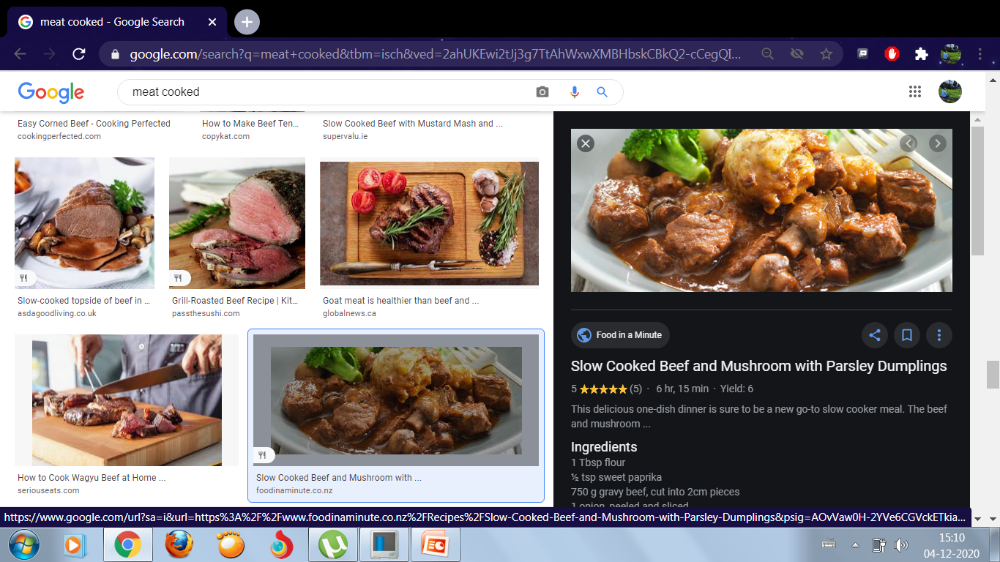 meat cooked - Google Search
google.com/search?q=meat+cooked&tbm=isch&ved=2ahUKEwi2tJj3g7TtAhWxwXMBHbskCBkQ2-cCegQI...
Google
meat cooked
Easy Corned Beef - Cooking Perfected
cookingperfected.com
How to Make Beef Ten...
copykat.com
Slow Cooked Beef with Mustard Mash and ...
supervalu.ie
Slow-cooked topside of beef in ...
asdagoodliving.co.uk
Grill-Roasted Beef Recipe | Kit...
passthesushi.com
Goat meat is healthier than beef and ...
globalnews.ca
How to Cook Wagyu Beef at Home ...
seriouseats.com
Slow Cooked Beef and Mushroom with ...
foodinaminute.co.nz
Food in a Minute
Slow Cooked Beef and Mushroom with Parsley Dumplings
5 ★★★★★ (5) · 6 hr, 15 min · Yield: 6
This delicious one-dish dinner is sure to be a new go-to slow cooker meal. The beef
and mushroom ...
Ingredients
1 Tbsp flour
½ tsp sweet paprika
750 g gravy beef, cut into 2cm pieces
1 onion, peeled and sliced
https://www.google.com/url?sa=i&url=https%3A%2F%2Fwww.foodinaminute.co.nz%2FRecipes%2FSlow-Cooked-Beef-and-Mushroom-with-Parsley-Dumplings&psig=AOvVaw0H-2YVe6CGVckETkia...
15:10
04-12-2020